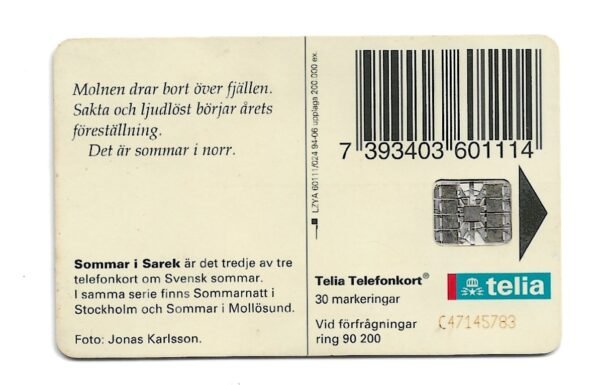 Molnen drar bort över fjällen.
Sakta och ljudlöst börjar årets
föreställning.
Det är sommar i norr.
Sommar i Sarek är det tredje av tre
telefonkort om Svensk sommar.
I samma serie finns Sommarnatt i
Stockholm och Sommar i Mollösund.
Foto: Jonas Karlsson.
LZYA 60111/024 94-06 upplaga 200 000 ex.
7 393403 601114
Telia Telefonkort®
30 markeringar
Vid förfrågningar
ring 90 200
telia
C47145783